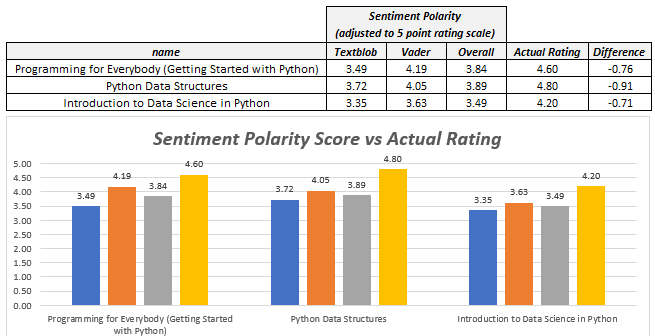 Sentiment Polarity
(adjusted to 5 point rating scale)
name Textblob Vader Overall Actual Rating Difference
Programming for Everybody (Getting Started with Python) 3.49 4.19 3.84 4.60 -0.76
Python Data Structures 3.72 4.05 3.89 4.80 -0.91
Introduction to Data Science in Python 3.35 3.63 3.49 4.20 -0.71
Sentiment Polarity Score vs Actual Rating
5.00
4.50
4.00
3.50
3.00
2.50
2.00
1.50
1.00
0.50
0.00
3.49 4.19 3.84 4.60
3.72 4.05 3.89 4.80
3.35 3.63 3.49 4.20
Programming for Everybody (Getting Started
with Python)
Python Data Structures
Introduction to Data Science in Python